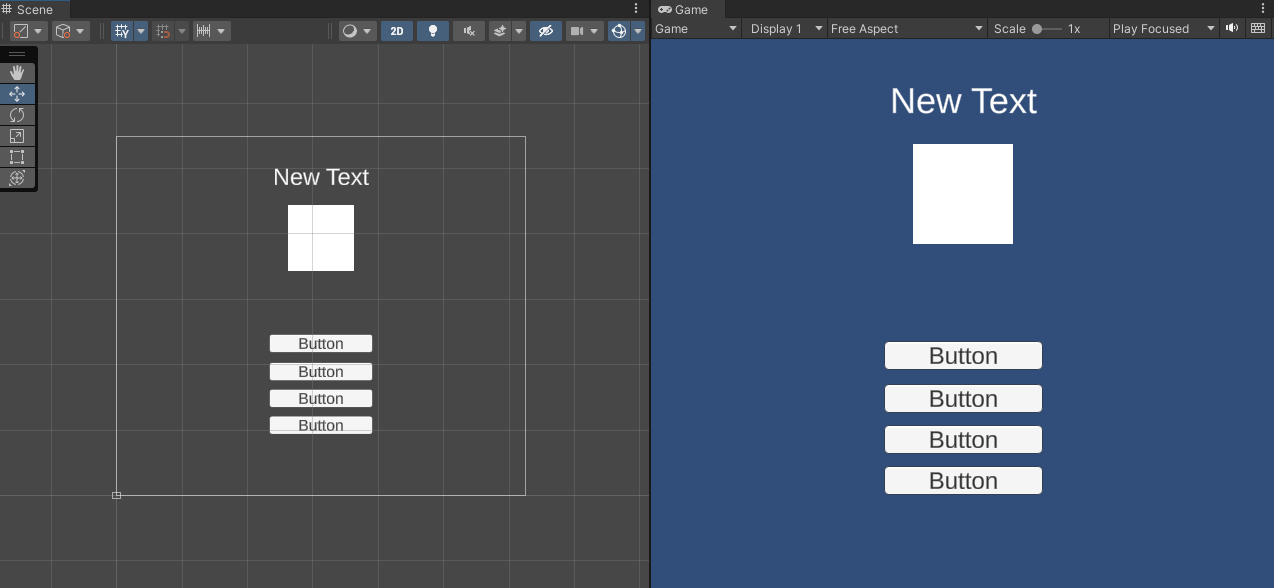 Scene
2D
New Text
Button
Button
Button
Button
Game
Game Display 1 Free Aspect Scale 1x Play Focused
New Text
Button
Button
Button
Button